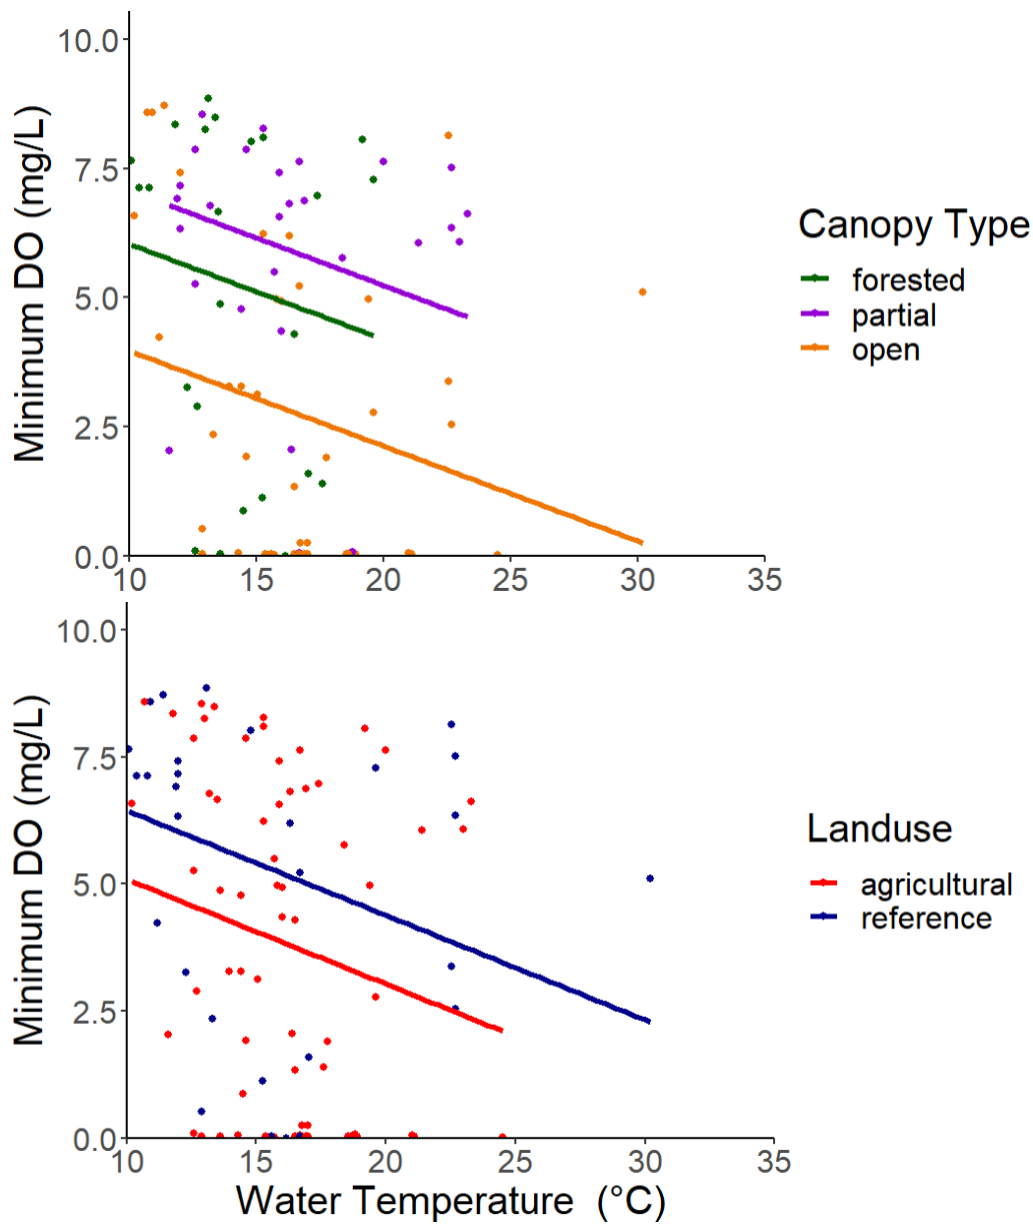 10.0
7.5
5.0
2.5
0.0
Minimum DO (mg/L)
10 15 20 25 30 35
Canopy Type
forested
partial
open
10.0
7.5
5.0
2.5
0.0
Minimum DO (mg/L)
10 15 20 25 30 35
Water Temperature (°C)
Landuse
agricultural
reference